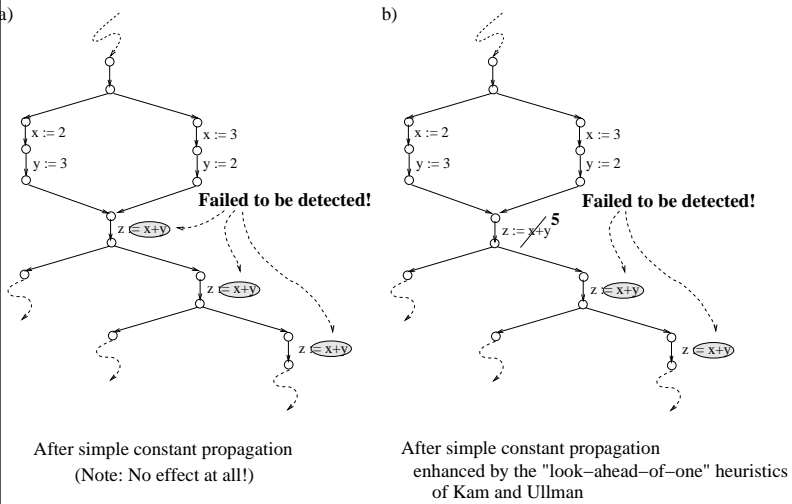 a)
x := 2
y := 3
x := 3
y := 2
Failed to be detected!
z := x+y
z := x+y
z := x+y
After simple constant propagation
(Note: No effect at all!)
b)
x := 2
y := 3
x := 3
y := 2
Failed to be detected!
z := x+y 5
z := x+y
z := x+y
After simple constant propagation
enhanced by the "look−ahead−of−one" heuristics
of Kam and Ullman